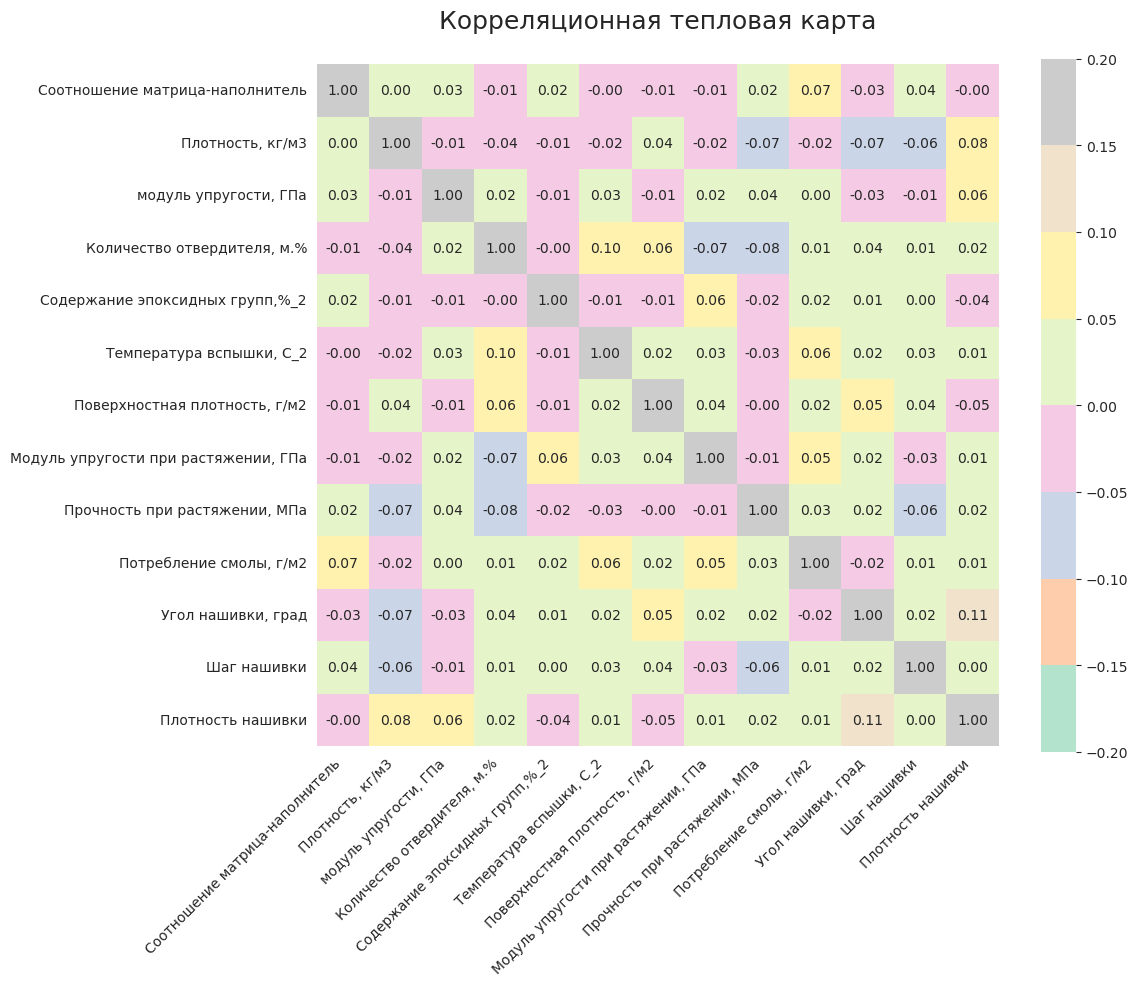 Корреляционная тепловая карта
Соотношение матрица-наполнитель 1.00 0.00 0.03 -0.01 0.02 -0.00 -0.01 -0.01 0.02 0.07 -0.03 0.04 -0.00
Плотность, кг/м3 0.00 1.00 -0.01 -0.04 -0.01 -0.02 0.04 -0.02 -0.07 -0.02 -0.07 -0.06 0.08
модуль упругости, ГПа 0.03 -0.01 1.00 0.02 -0.01 0.03 -0.01 0.02 0.04 0.00 -0.03 -0.01 0.06
Количество отвердителя, м.% -0.01 -0.04 0.02 1.00 -0.00 0.10 0.06 -0.07 -0.08 0.01 0.04 0.01 0.02
Содержание эпоксидных групп,%_2 0.02 -0.01 -0.01 -0.00 1.00 -0.01 -0.01 0.06 -0.02 0.02 0.01 0.00 -0.04
Температура вспышки, С_2 -0.00 -0.02 0.03 0.10 -0.01 1.00 0.02 0.03 -0.03 0.06 0.02 0.03 0.01
Поверхностная плотность, г/м2 -0.01 0.04 -0.01 0.06 -0.01 0.02 1.00 0.04 -0.00 0.02 0.05 0.04 -0.05
Модуль упругости при растяжении, ГПа -0.01 -0.02 0.02 -0.07 0.06 0.03 0.04 1.00 -0.01 0.05 0.02 -0.03 0.01
Прочность при растяжении, МПа 0.02 -0.07 0.04 -0.08 -0.02 -0.03 -0.00 -0.01 1.00 0.03 0.02 -0.06 0.02
Потребление смолы, г/м2 0.07 -0.02 0.00 0.01 0.02 0.06 0.02 0.05 0.03 1.00 -0.02 0.01 0.01
Угол нашивки, град -0.03 -0.07 -0.03 0.04 0.01 0.02 0.05 0.02 0.02 -0.02 1.00 0.02 0.11
Шаг нашивки 0.04 -0.06 -0.01 0.01 0.00 0.03 0.04 -0.03 -0.06 0.01 0.02 1.00 0.00
Плотность нашивки -0.00 0.08 0.06 0.02 -0.04 0.01 -0.05 0.01 0.02 0.01 0.11 0.00 1.00
Соотношение матрица-наполнитель
Плотность, кг/м3
модуль упругости, ГПа
Количество отвердителя, м.%
Содержание эпоксидных групп,%_2
Температура вспышки, С_2
Поверхностная плотность, г/м2
Модуль упругости при растяжении, ГПа
Прочность при растяжении, МПа
Потребление смолы, г/м2
Угол нашивки, град
Шаг нашивки
Плотность нашивки
0.20
0.15
0.10
0.05
0.00
−0.05
−0.10
−0.15
−0.20